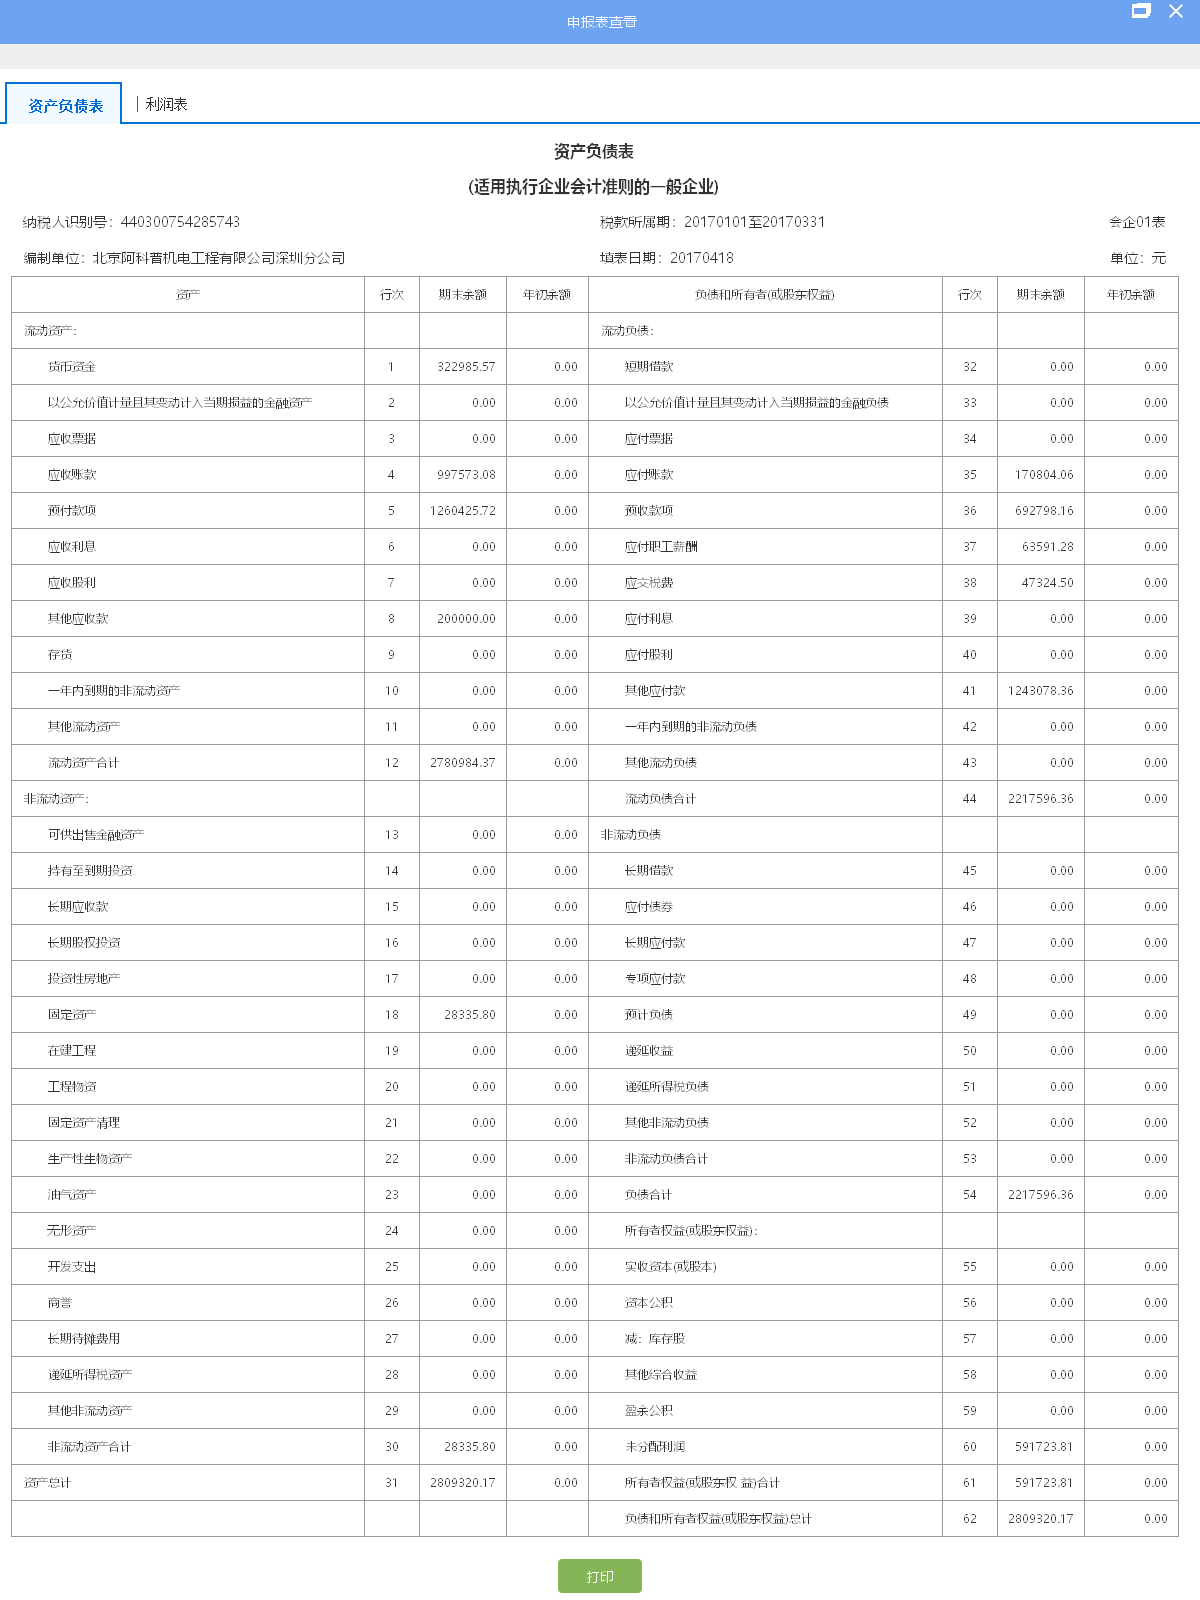 申报表查看
资产负债表 利润表
资产负债表
(适用执行企业会计准则的一般企业)
纳税人识别号：440300754285743 税款所属期：20170101至20170331 会企01表
编制单位：北京阿科普机电工程有限公司深圳分公司 填表日期：20170418 单位：元
资产 行次 期末余额 年初余额 负债和所有者(或股东权益) 行次 期末余额 年初余额
流动资产： 流动负债：
货币资金 1 322985.57 0.00 短期借款 32 0.00 0.00
以公允价值计量且其变动计入当期损益的金融资产 2 0.00 0.00 以公允价值计量且其变动计入当期损益的金融负债 33 0.00 0.00
应收票据 3 0.00 0.00 应付票据 34 0.00 0.00
应收账款 4 997573.08 0.00 应付账款 35 170804.06 0.00
预付款项 5 1260425.72 0.00 预收款项 36 692798.16 0.00
应收利息 6 0.00 0.00 应付职工薪酬 37 63591.28 0.00
应收股利 7 0.00 0.00 应交税费 38 47324.50 0.00
其他应收款 8 200000.00 0.00 应付利息 39 0.00 0.00
存货 9 0.00 0.00 应付股利 40 0.00 0.00
一年内到期的非流动资产 10 0.00 0.00 其他应付款 41 1243078.36 0.00
其他流动资产 11 0.00 0.00 一年内到期的非流动负债 42 0.00 0.00
流动资产合计 12 2780984.37 0.00 其他流动负债 43 0.00 0.00
非流动资产： 流动负债合计 44 2217596.36 0.00
可供出售金融资产 13 0.00 0.00 非流动负债
持有至到期投资 14 0.00 0.00 长期借款 45 0.00 0.00
长期应收款 15 0.00 0.00 应付债券 46 0.00 0.00
长期股权投资 16 0.00 0.00 长期应付款 47 0.00 0.00
投资性房地产 17 0.00 0.00 专项应付款 48 0.00 0.00
固定资产 18 28335.80 0.00 预计负债 49 0.00 0.00
在建工程 19 0.00 0.00 递延收益 50 0.00 0.00
工程物资 20 0.00 0.00 递延所得税负债 51 0.00 0.00
固定资产清理 21 0.00 0.00 其他非流动负债 52 0.00 0.00
生产性生物资产 22 0.00 0.00 非流动负债合计 53 0.00 0.00
油气资产 23 0.00 0.00 负债合计 54 2217596.36 0.00
无形资产 24 0.00 0.00 所有者权益(或股东权益)：
开发支出 25 0.00 0.00 实收资本(或股本) 55 0.00 0.00
商誉 26 0.00 0.00 资本公积 56 0.00 0.00
长期待摊费用 27 0.00 0.00 减：库存股 57 0.00 0.00
递延所得税资产 28 0.00 0.00 其他综合收益 58 0.00 0.00
其他非流动资产 29 0.00 0.00 盈余公积 59 0.00 0.00
非流动资产合计 30 28335.80 0.00 未分配利润 60 591723.81 0.00
资产总计 31 2809320.17 0.00 所有者权益(或股东权 益)合计 61 591723.81 0.00
负债和所有者权益(或股东权益)总计 62 2809320.17 0.00
打印